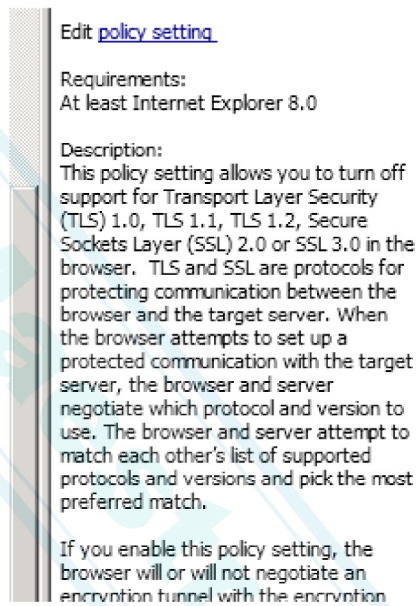 Edit policy setting
Requirements:
At least Internet Explorer 8.0
Description:
This policy setting allows you to turn off
support for Transport Layer Security
(TLS) 1.0, TLS 1.1, TLS 1.2, Secure
Sockets Layer (SSL) 2.0 or SSL 3.0 in the
browser.  TLS and SSL are protocols for
protecting communication between the
browser and the target server. When
the browser attempts to set up a
protected communication with the target
server, the browser and server
negotiate which protocol and version to
use. The browser and server attempt to
match each other's list of supported
protocols and versions and pick the most
preferred match.
If you enable this policy setting, the
browser will or will not negotiate an
encryption tunnel with the encryption